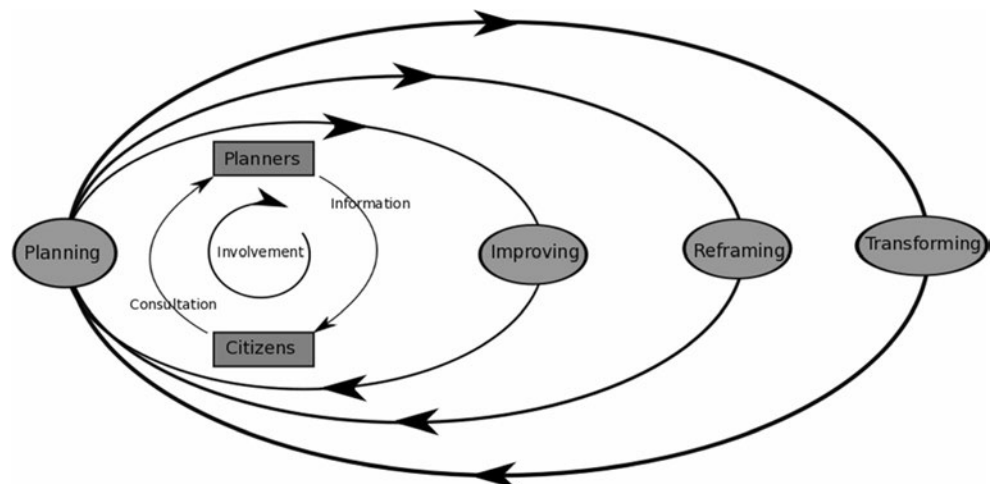 Planners
Information
Planning
Involvement
Improving
Reframing
Transforming
Consultation
Citizens